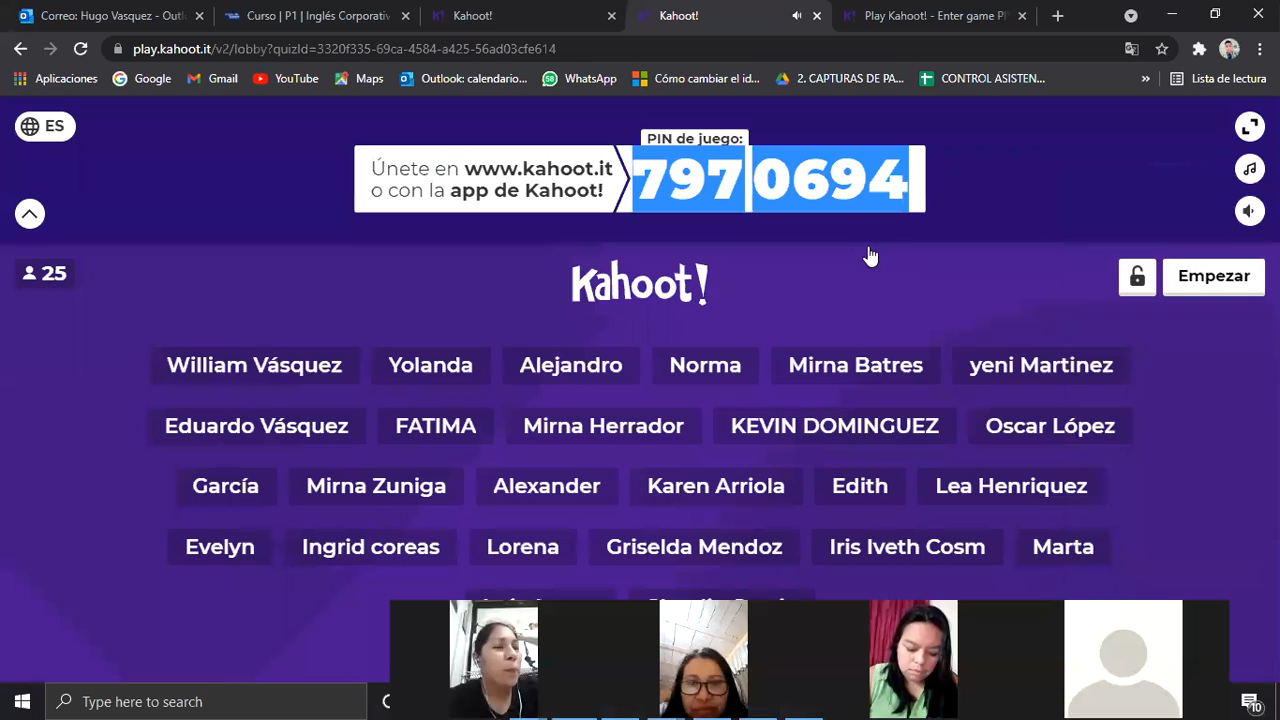 Correo: Hugo Vasquez - Outl
Curso | P1 | Inglés Corporativ
Kahoot!
Kahoot!
Play Kahoot! - Enter game P
play.kahoot.it/v2/lobby?quizId=3320f335-69ca-4584-a425-56ad03cfe614
Aplicaciones
Google
Gmail
YouTube
Maps
Outlook: calendario...
58
WhatsApp
Cómo cambiar el id...
2. CAPTURAS DE PA...
CONTROL ASISTEN...
»
Lista de lectura
ES
Únete en www.kahoot.it
o con la app de Kahoot!
PIN de juego:
797 0694
25
Kahoot!
Empezar
William Vásquez Yolanda Alejandro Norma Mirna Batres yeni Martinez
Eduardo Vásquez FATIMA Mirna Herrador KEVIN DOMINGUEZ Oscar López
García Mirna Zuniga Alexander Karen Arriola Edith Lea Henriquez
Evelyn Ingrid coreas Lorena Griselda Mendoz Iris Iveth Cosm Marta
Type here to search
10